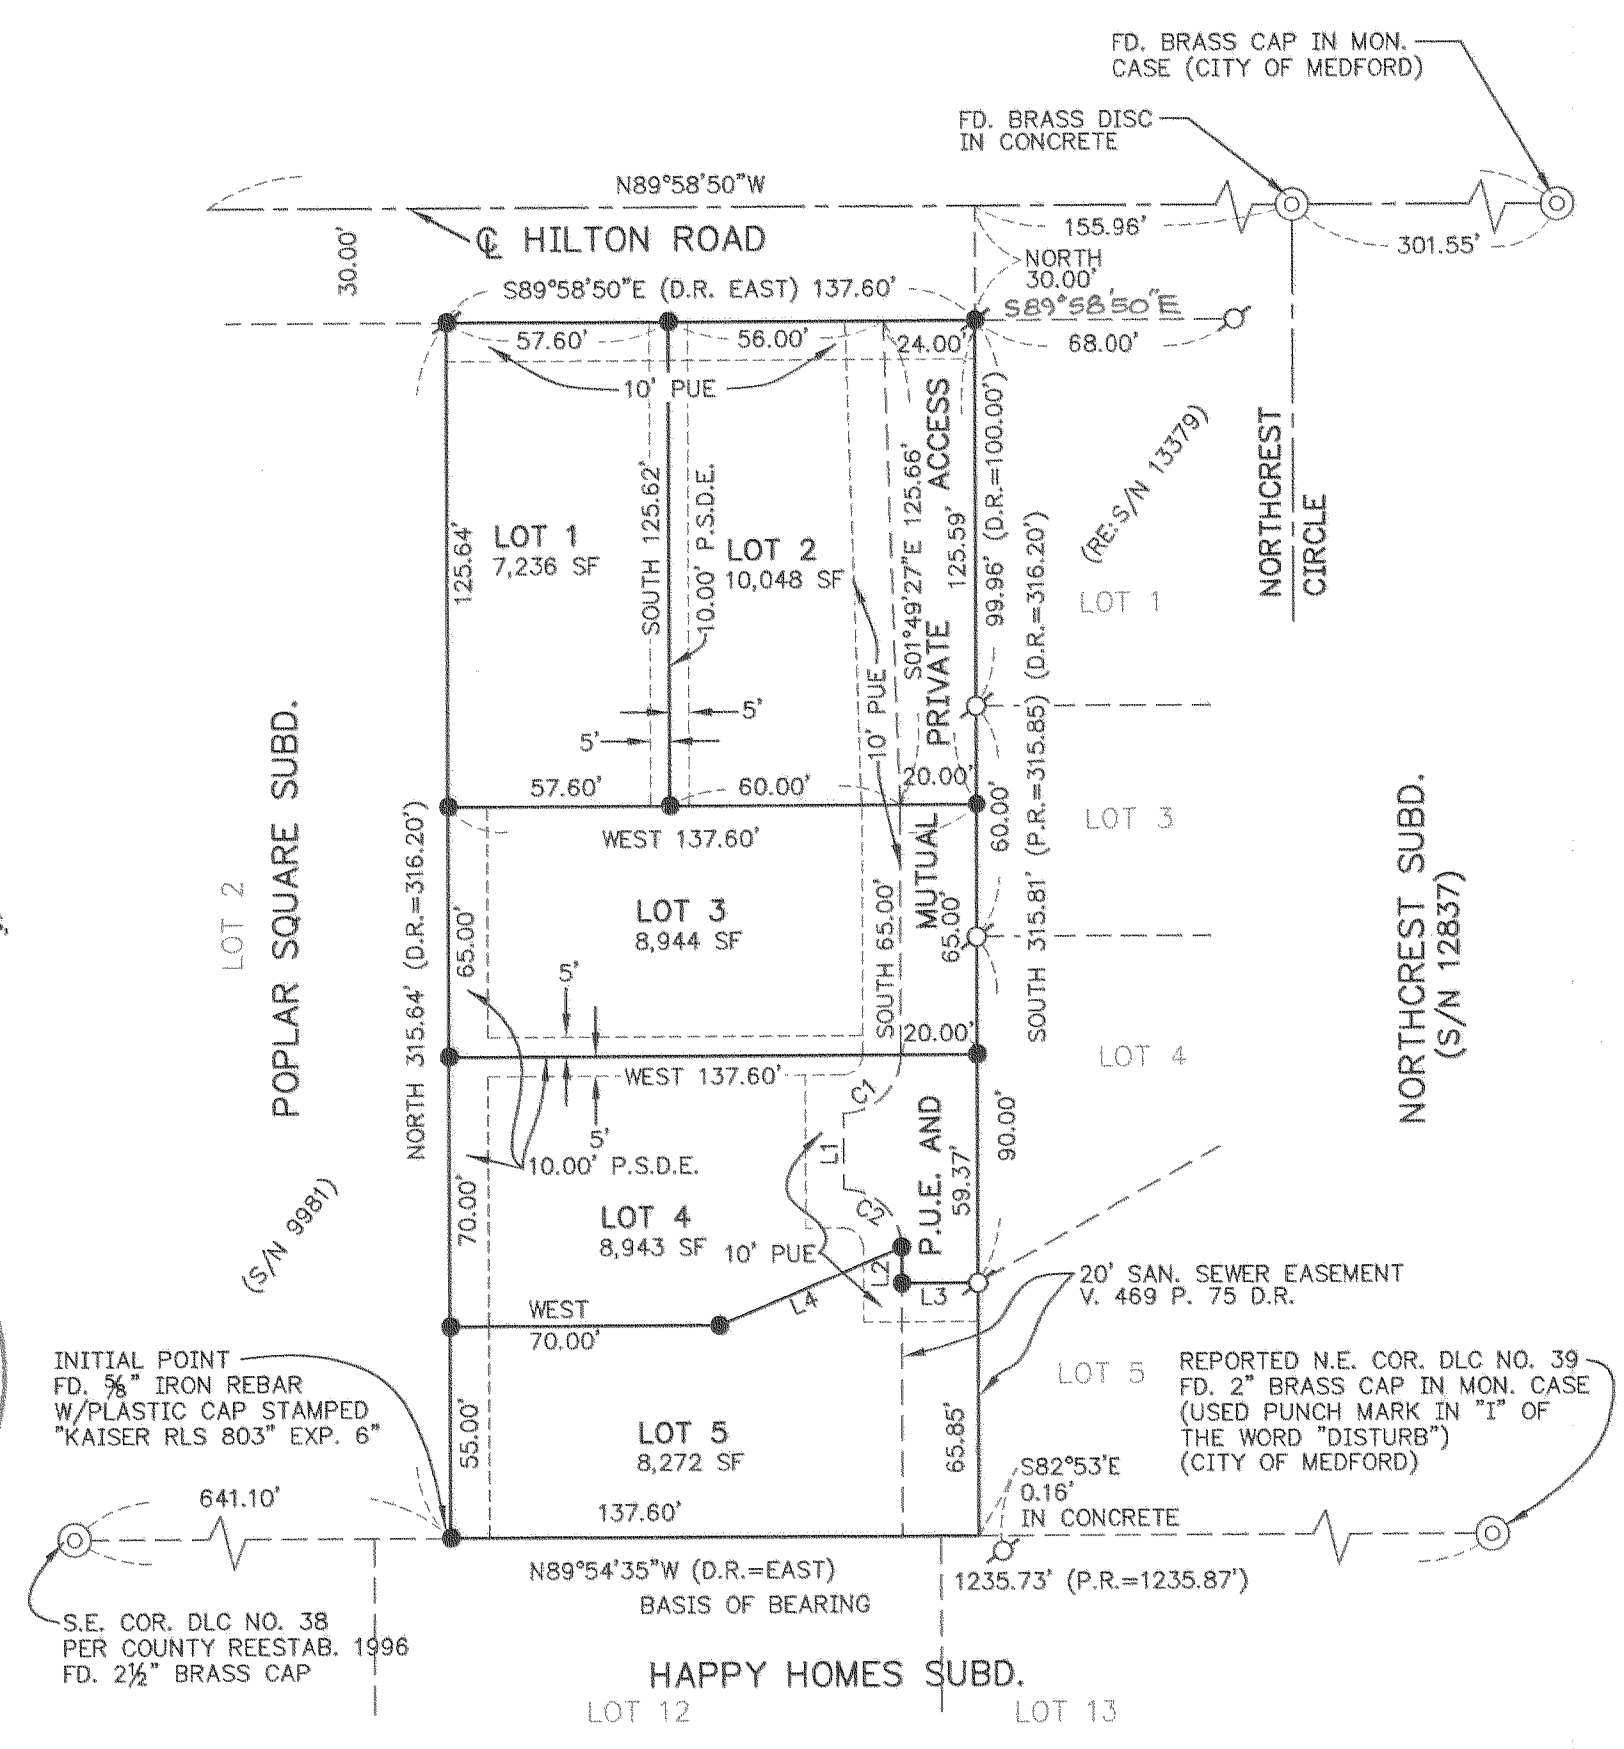 FD. BRASS CAP IN MON.
CASE (CITY OF MEDFORD)
FD. BRASS DISC
IN CONCRETE
N89°58'50"W
155.96'
301.55'
℄ HILTON ROAD
30.00'
NORTH
30.00'
S89°58'50"E (D.R. EAST) 137.60'
S89°58'50"E
57.60'
56.00'
24.00'
68.00'
10' PUE
LOT 1
7,236 SF
125.64'
SOUTH 125.62'
10.00' P.S.D.E.
LOT 2
10,048 SF
10' PUE
S01°49'27"E 125.66'
MUTUAL PRIVATE ACCESS
125.59'
99.96' (D.R.=100.00')
SOUTH 315.81' (P.R.=315.85) (D.R.=316.20')
(RE:S/N 13379)
NORTHCREST
CIRCLE
LOT 1
5'
5'
57.60'
60.00'
20.00'
WEST 137.60'
60.00'
LOT 3
POPLAR SQUARE SUBD.
LOT 2
NORTH 315.64' (D.R.=316.20')
65.00'
LOT 3
8,944 SF
SOUTH 65.00'
65.00'
NORTHCREST SUBD.
(S/N 12837)
5'
20.00'
WEST 137.60'
LOT 4
C1
5'
10.00' P.S.D.E.
L1
P.U.E. AND
59.37'
90.00'
70.00'
(S/N 9981)
LOT 4
8,943 SF
10' PUE
C2
L2
L3
L4
20' SAN. SEWER EASEMENT
V. 469 P. 75 D.R.
WEST
70.00'
INITIAL POINT
FD. 5/8" IRON REBAR
W/PLASTIC CAP STAMPED
"KAISER RLS 803" EXP. 6"
LOT 5
REPORTED N.E. COR. DLC NO. 39
FD. 2" BRASS CAP IN MON. CASE
(USED PUNCH MARK IN "I" OF
THE WORD "DISTURB")
(CITY OF MEDFORD)
55.00'
LOT 5
8,272 SF
65.85'
S82°53'E
0.16'
IN CONCRETE
641.10'
137.60'
N89°54'35"W (D.R.=EAST)
BASIS OF BEARING
1235.73' (P.R.=1235.87')
S.E. COR. DLC NO. 38
PER COUNTY REESTAB. 1996
FD. 2½" BRASS CAP
HAPPY HOMES SUBD.
LOT 12
LOT 13